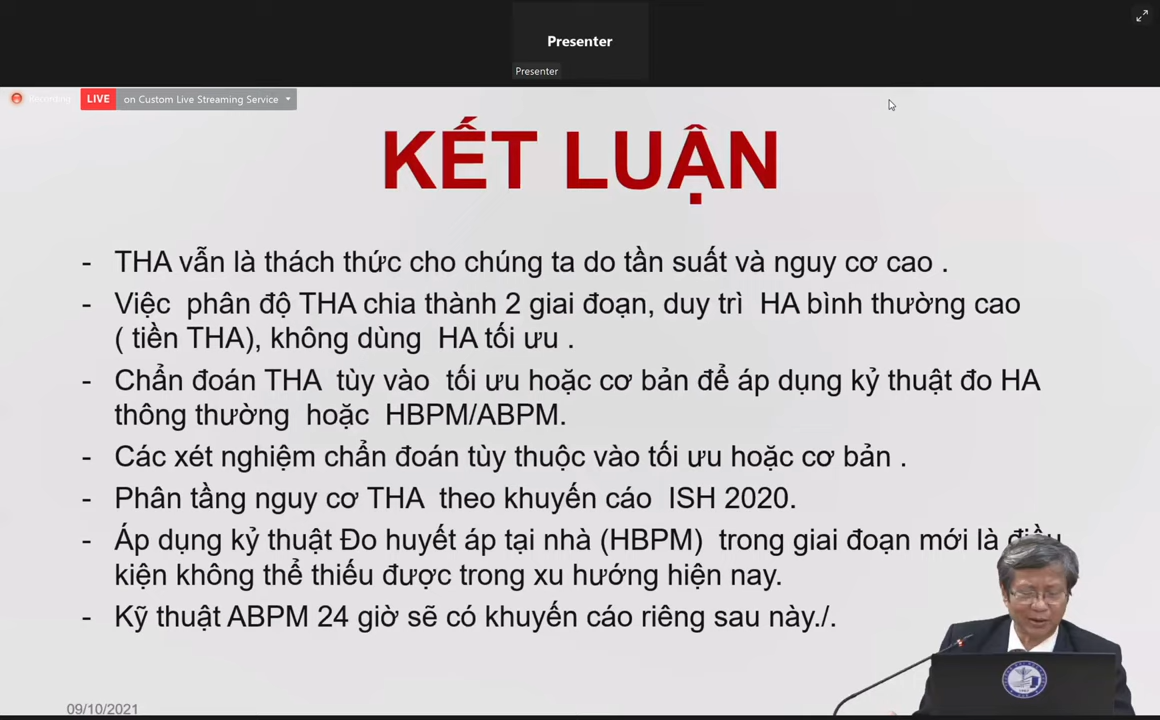 Presenter
Presenter
Recording
LIVE on Custom Live Streaming Service
KẾT LUẬN
- THA vẫn là thách thức cho chúng ta do tần suất và nguy cơ cao .
- Việc phân độ THA chia thành 2 giai đoạn, duy trì HA bình thường cao
( tiền THA), không dùng HA tối ưu .
- Chẩn đoán THA tùy vào tối ưu hoặc cơ bản để áp dụng kỷ thuật đo HA
thông thường hoặc HBPM/ABPM.
- Các xét nghiệm chẩn đoán tùy thuộc vào tối ưu hoặc cơ bản .
- Phân tầng nguy cơ THA theo khuyến cáo ISH 2020.
- Áp dụng kỷ thuật Đo huyết áp tại nhà (HBPM) trong giai đoạn mới là điều
kiện không thể thiếu được trong xu hướng hiện nay.
- Kỹ thuật ABPM 24 giờ sẽ có khuyến cáo riêng sau này./.
09/10/2021